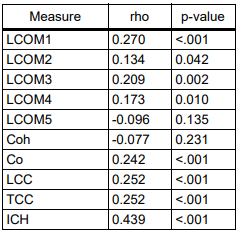 Measure rho p-value
LCOM1 0.270 <.001
LCOM2 0.134 0.042
LCOM3 0.209 0.002
LCOM4 0.173 0.010
LCOM5 -0.096 0.135
Coh -0.077 0.231
Co 0.242 <.001
LCC 0.252 <.001
TCC 0.252 <.001
ICH 0.439 <.001